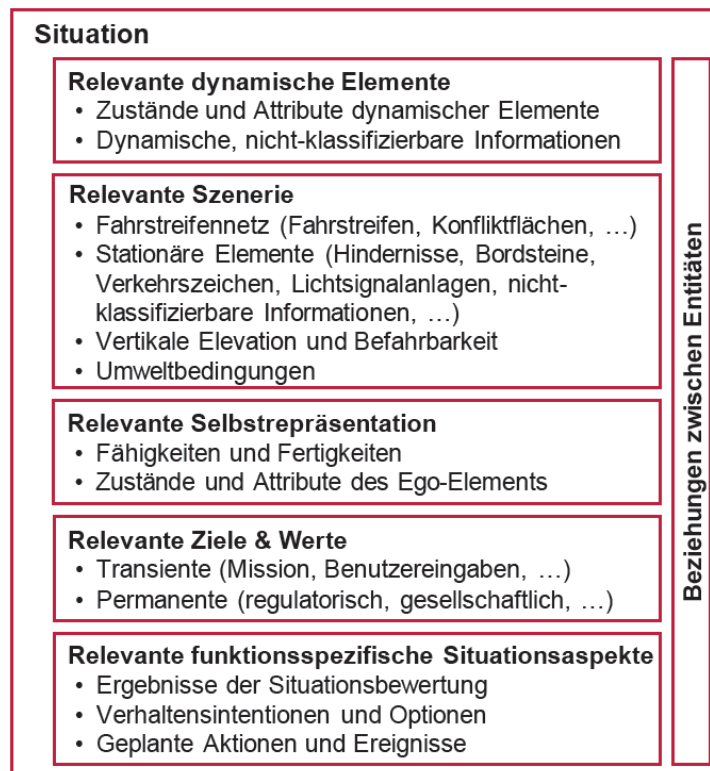 Situation
Relevante dynamische Elemente
• Zustände und Attribute dynamischer Elemente
• Dynamische, nicht-klassifizierbare Informationen
Relevante Szenerie
• Fahrstreifennetz (Fahrstreifen, Konfliktflächen, …)
• Stationäre Elemente (Hindernisse, Bordsteine,
Verkehrszeichen, Lichtsignalanlagen, nicht-
klassifizierbare Informationen, …)
• Vertikale Elevation und Befahrbarkeit
• Umweltbedingungen
Relevante Selbstrepräsentation
• Fähigkeiten und Fertigkeiten
• Zustände und Attribute des Ego-Elements
Relevante Ziele & Werte
• Transiente (Mission, Benutzereingaben, …)
• Permanente (regulatorisch, gesellschaftlich, …)
Relevante funktionsspezifische Situationsaspekte
• Ergebnisse der Situationsbewertung
• Verhaltensintentionen und Optionen
• Geplante Aktionen und Ereignisse
Beziehungen zwischen Entitäten